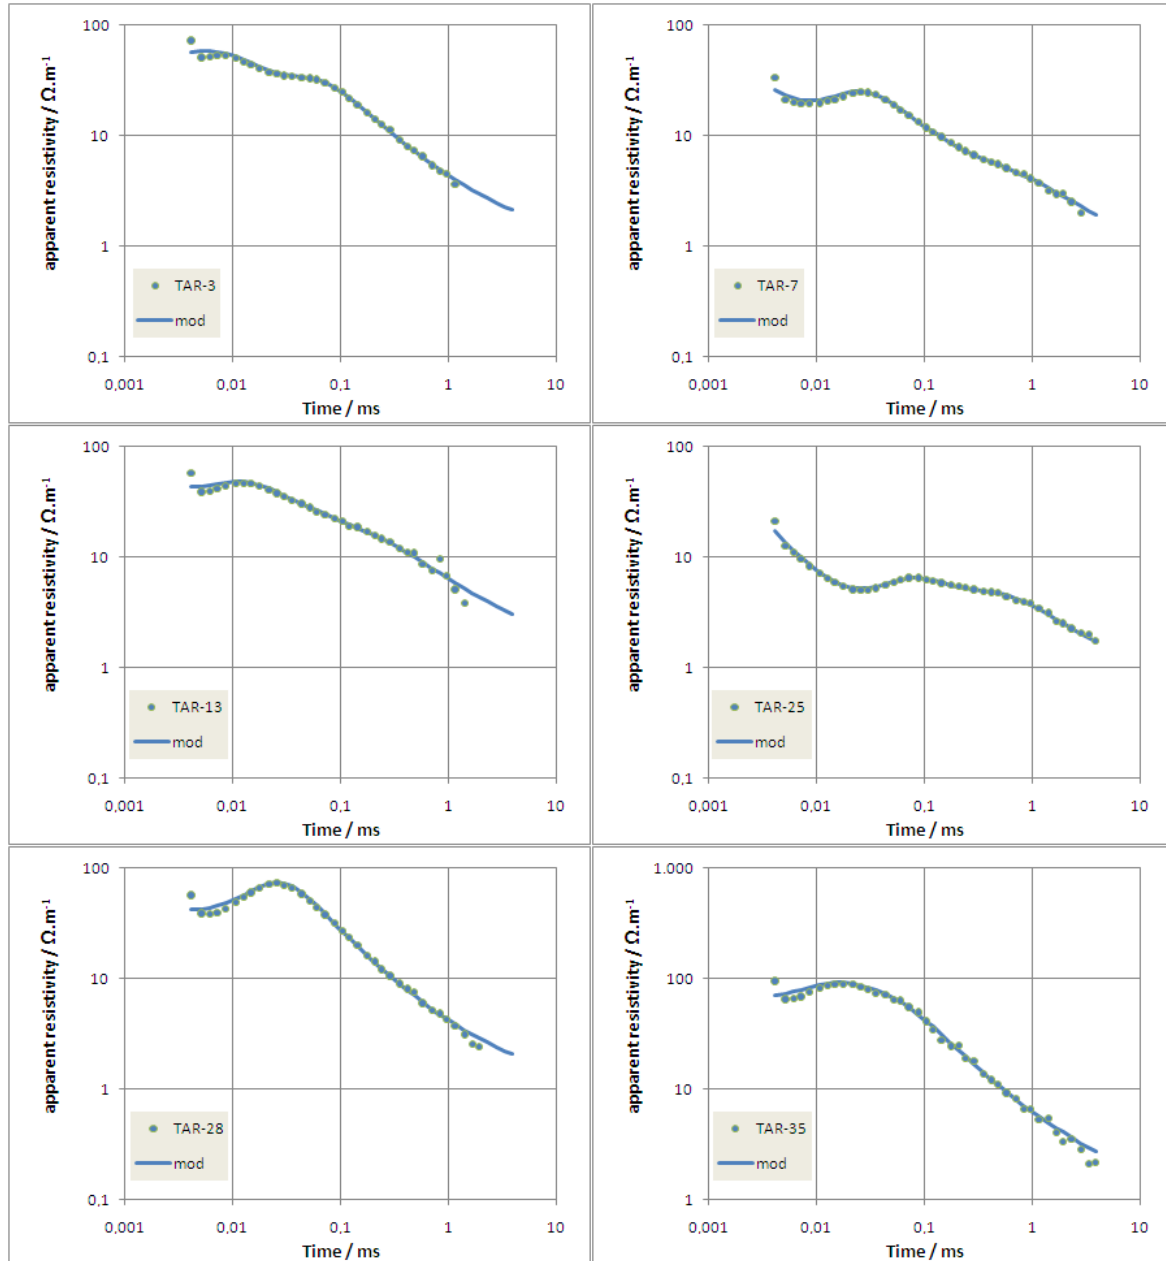 100
10
1
0,1
0,001
0,01
0,1
1
10
apparent resistivity / Ω.m⁻¹
Time / ms
TAR-3
mod
100
10
1
0,1
0,001
0,01
0,1
1
10
apparent resistivity / Ω.m⁻¹
Time / ms
TAR-7
mod
100
10
1
0,1
0,001
0,01
0,1
1
10
apparent resistivity / Ω.m⁻¹
Time / ms
TAR-13
mod
100
10
1
0,1
0,001
0,01
0,1
1
10
apparent resistivity / Ω.m⁻¹
Time / ms
TAR-25
mod
100
10
1
0,1
0,001
0,01
0,1
1
10
apparent resistivity / Ω.m⁻¹
Time / ms
TAR-28
mod
1.000
100
10
1
0,001
0,01
0,1
1
10
apparent resistivity / Ω.m⁻¹
Time / ms
TAR-35
mod